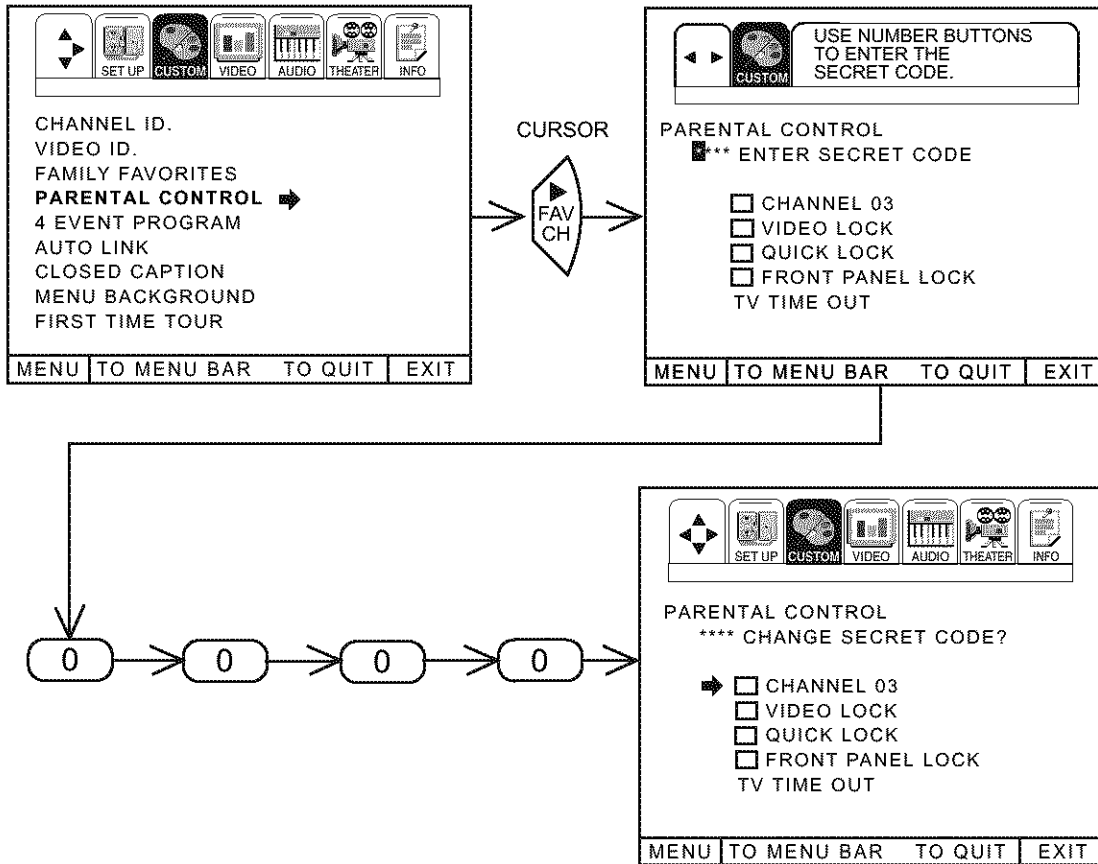 SET UP CUSTOM VIDEO AUDIO THEATER INFO
CHANNEL ID.
VIDEO ID.
FAMILY FAVORITES
PARENTAL CONTROL
4 EVENT PROGRAM
AUTO LINK
CLOSED CAPTION
MENU BACKGROUND
FIRST TIME TOUR
MENU TO MENU BAR TO QUIT EXIT
CURSOR
FAV
CH
CUSTOM
USE NUMBER BUTTONS
TO ENTER THE
SECRET CODE.
PARENTAL CONTROL
**** ENTER SECRET CODE
CHANNEL 03
VIDEO LOCK
QUICK LOCK
FRONT PANEL LOCK
TV TIME OUT
MENU TO MENU BAR TO QUIT EXIT
0 0 0 0
SET UP CUSTOM VIDEO AUDIO THEATER INFO
PARENTAL CONTROL
**** CHANGE SECRET CODE?
CHANNEL 03
VIDEO LOCK
QUICK LOCK
FRONT PANEL LOCK
TV TIME OUT
MENU TO MENU BAR TO QUIT EXIT